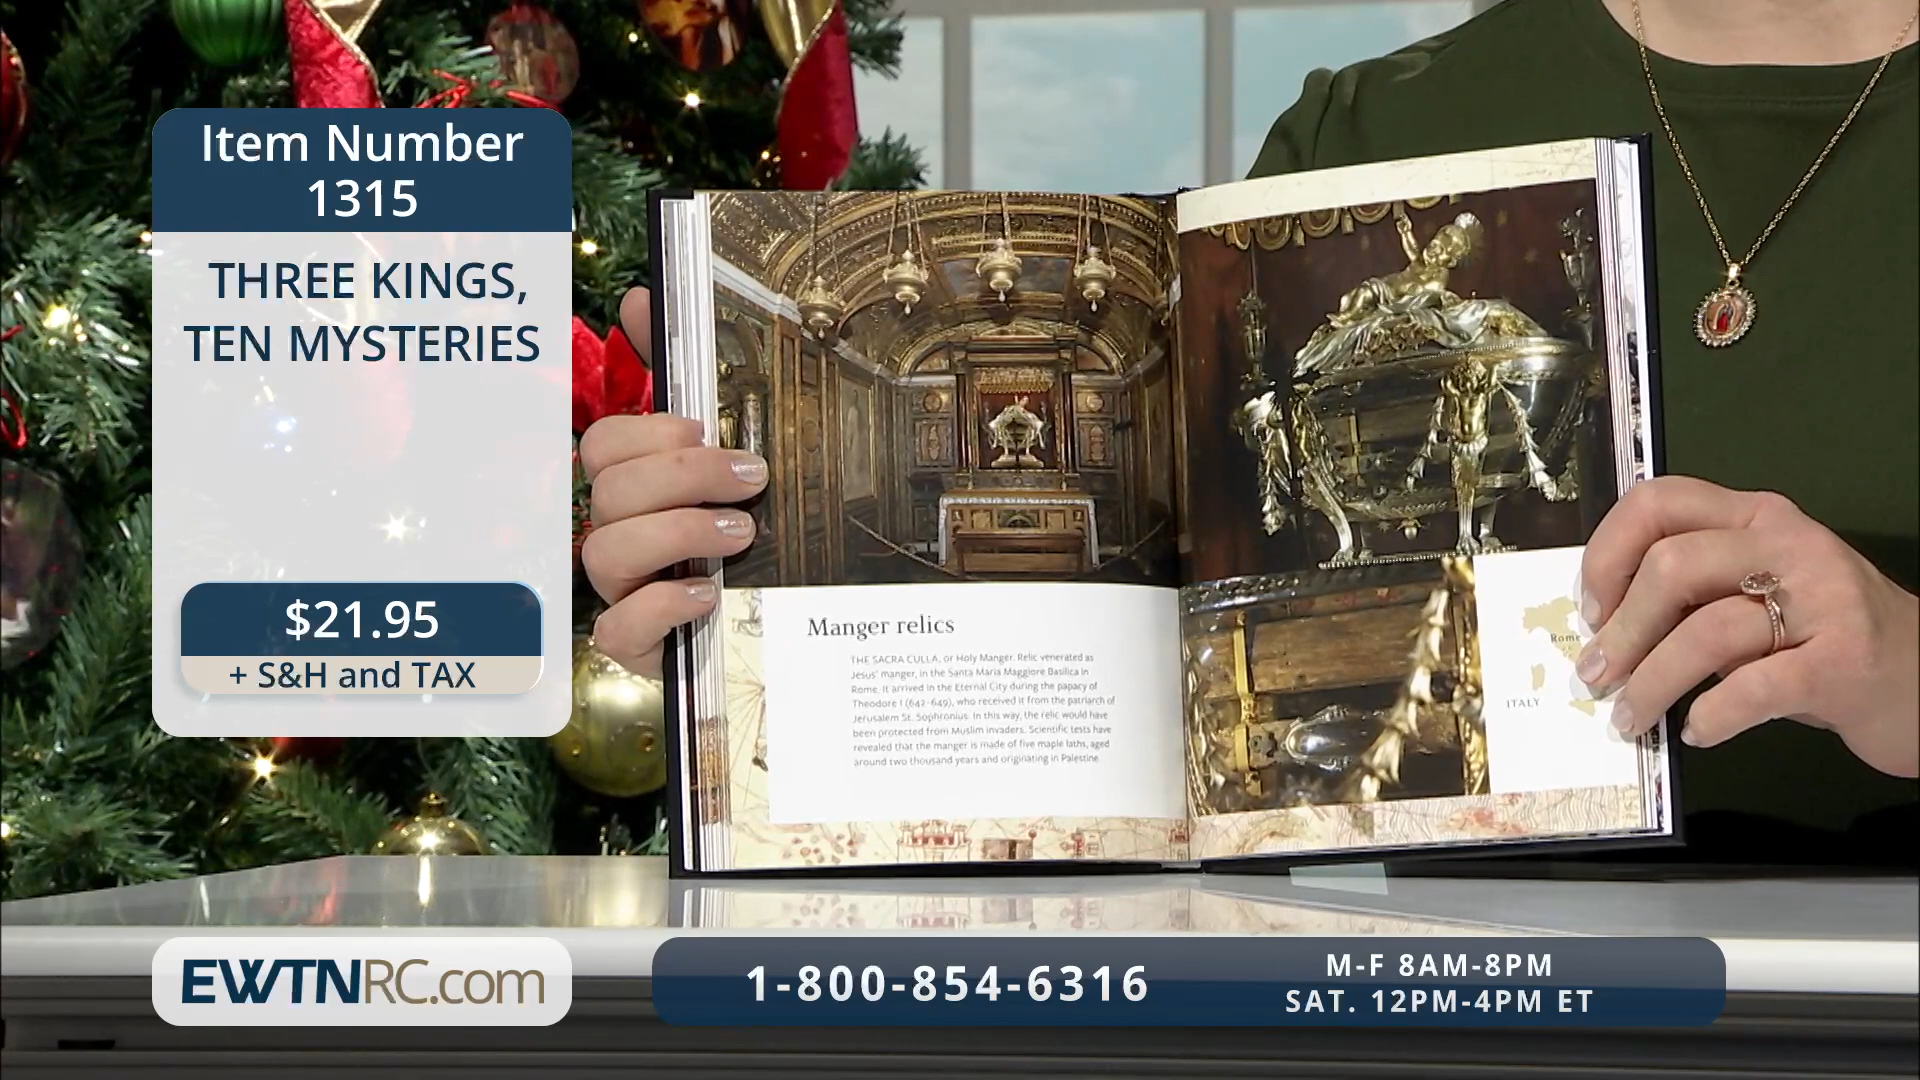 Item Number
1315
THREE KINGS,
TEN MYSTERIES
$21.95
+ S&H and TAX
Manger relics
THE SACRA CULLA, or Holy Manger. Relic venerated as
Jesus' manger, in the Santa Maria Maggiore Basilica in
Rome. It arrived in the Eternal City during the papacy of
Theodore I (642-649), who received it from the patriarch of
Jerusalem St. Sophronius. In this way, the relic would have
been protected from Muslim invaders. Scientific tests have
revealed that the manger is made of five maple laths, aged
around two thousand years and originating in Palestine.
Rome
ITALY
EWTNRC.com
1-800-854-6316
M-F 8AM-8PM
SAT. 12PM-4PM ET